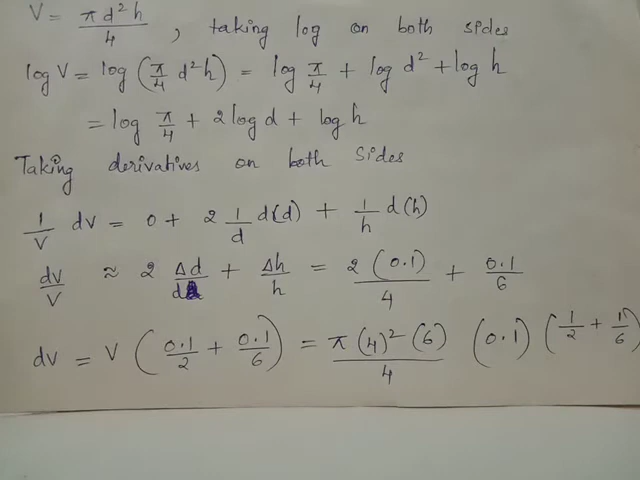 V = πd²h/4 , taking log on both sides
log V = log (π/4 d²h) = log π/4 + log d² + log h
= log π/4 + 2 log d + log h
Taking derivatives on both sides
1/V dv = 0 + 2 1/d d(d) + 1/h d(h)
dv/V ≈ 2 Δd/d + Δh/h = 2(0.1)/4 + 0.1/6
dv = V (0.1/2 + 0.1/6) = π(4)²(6)/4 (0.1) (1/2 + 1/6)